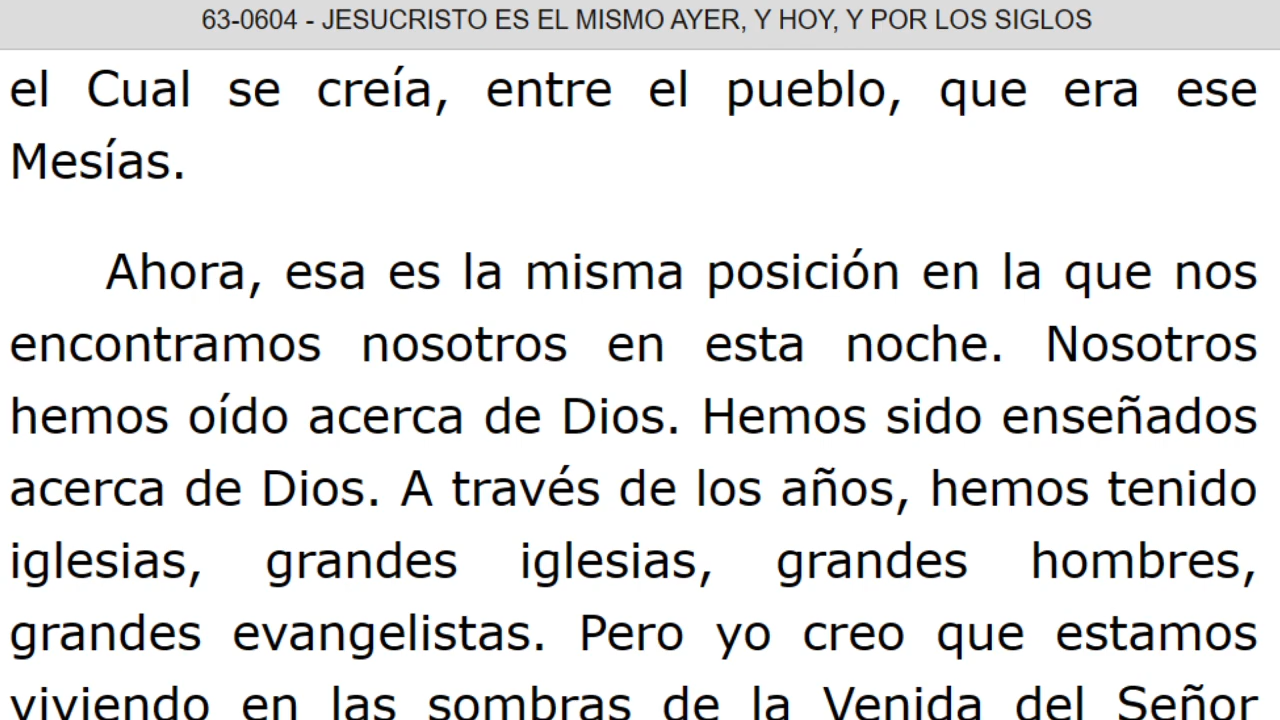 63-0604 - JESUCRISTO ES EL MISMO AYER, Y HOY, Y POR LOS SIGLOS
el Cual se creía, entre el pueblo, que era ese
Mesías.
Ahora, esa es la misma posición en la que nos
encontramos nosotros en esta noche. Nosotros
hemos oído acerca de Dios. Hemos sido enseñados
acerca de Dios. A través de los años, hemos tenido
iglesias, grandes iglesias, grandes hombres,
grandes evangelistas. Pero yo creo que estamos
viviendo en las sombras de la Venida del Señor